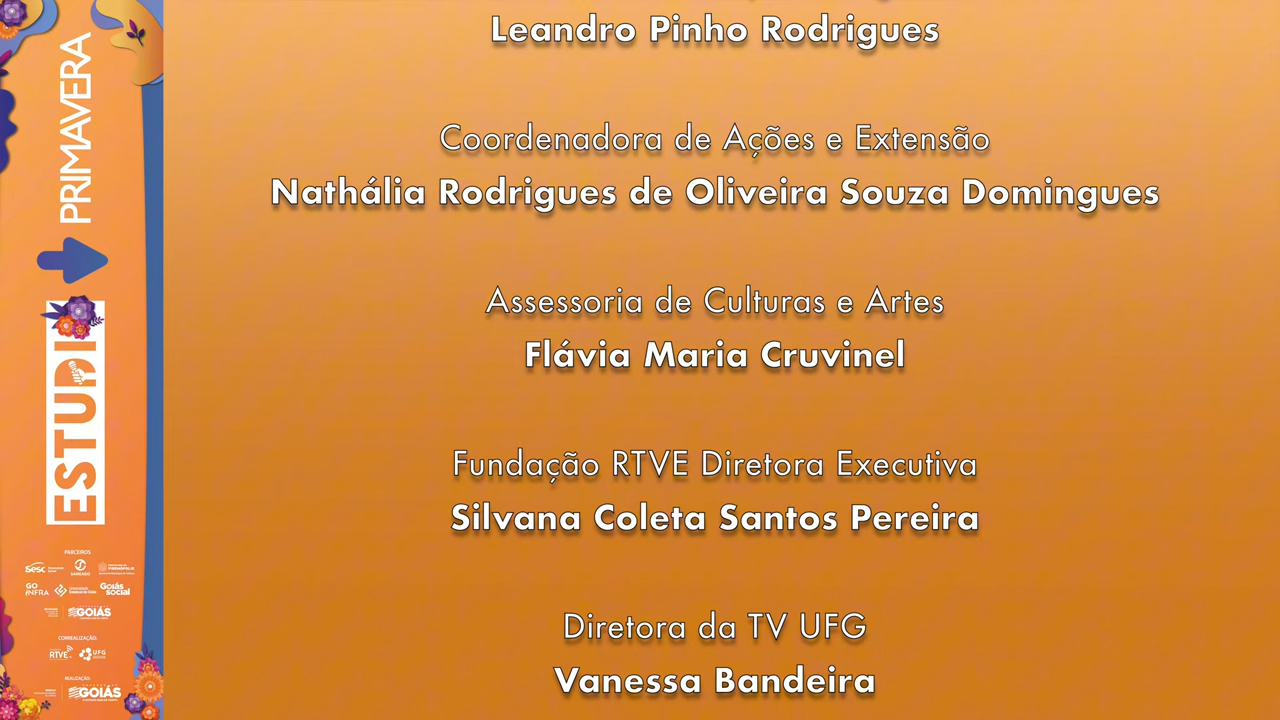 Leandro Pinho Rodrigues
Coordenadora de Ações e Extensão
Nathália Rodrigues de Oliveira Souza Domingues
Assessoria de Culturas e Artes
Flávia Maria Cruvinel
Fundação RTVE Diretora Executiva
Silvana Coleta Santos Pereira
Diretora da TV UFG
Vanessa Bandeira
ESTUDIO
PRIMAVERA
PARCEIROS
Sesc
SANEAGO
PIRENÓPOLIS
GOINFRA
Goiás social
GOIÁS
CORREALIZAÇÃO:
RTVE
UFG
REALIZAÇÃO:
GOIÁS